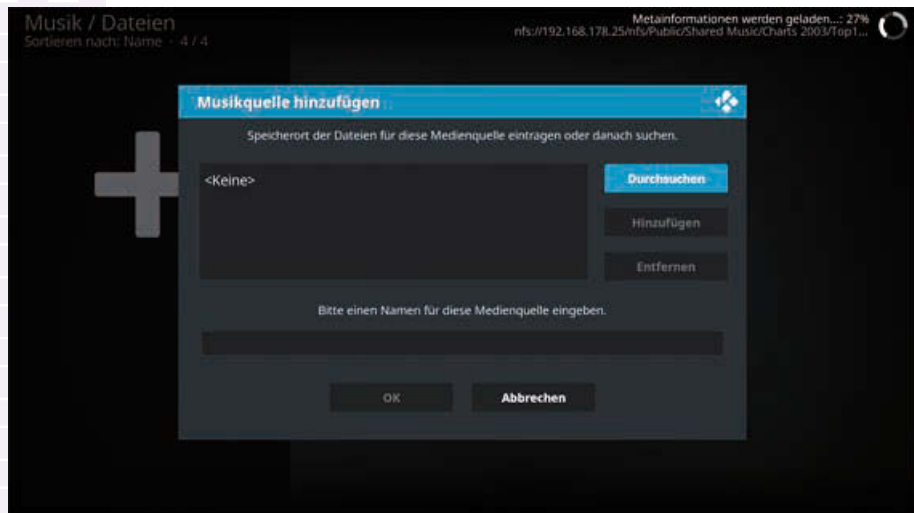 Musik / Dateien
Sortieren nach: Name · 4 / 4
Metainformationen werden geladen...: 27%
nfs://192.168.178.25/nfs/Public/Shared Music/Charts 2003/Top1...
Musikquelle hinzufügen
Speicherort der Dateien für diese Medienquelle eintragen oder danach suchen.
<Keine>
Durchsuchen
Hinzufügen
Entfernen
Bitte einen Namen für diese Medienquelle eingeben.
OK
Abbrechen